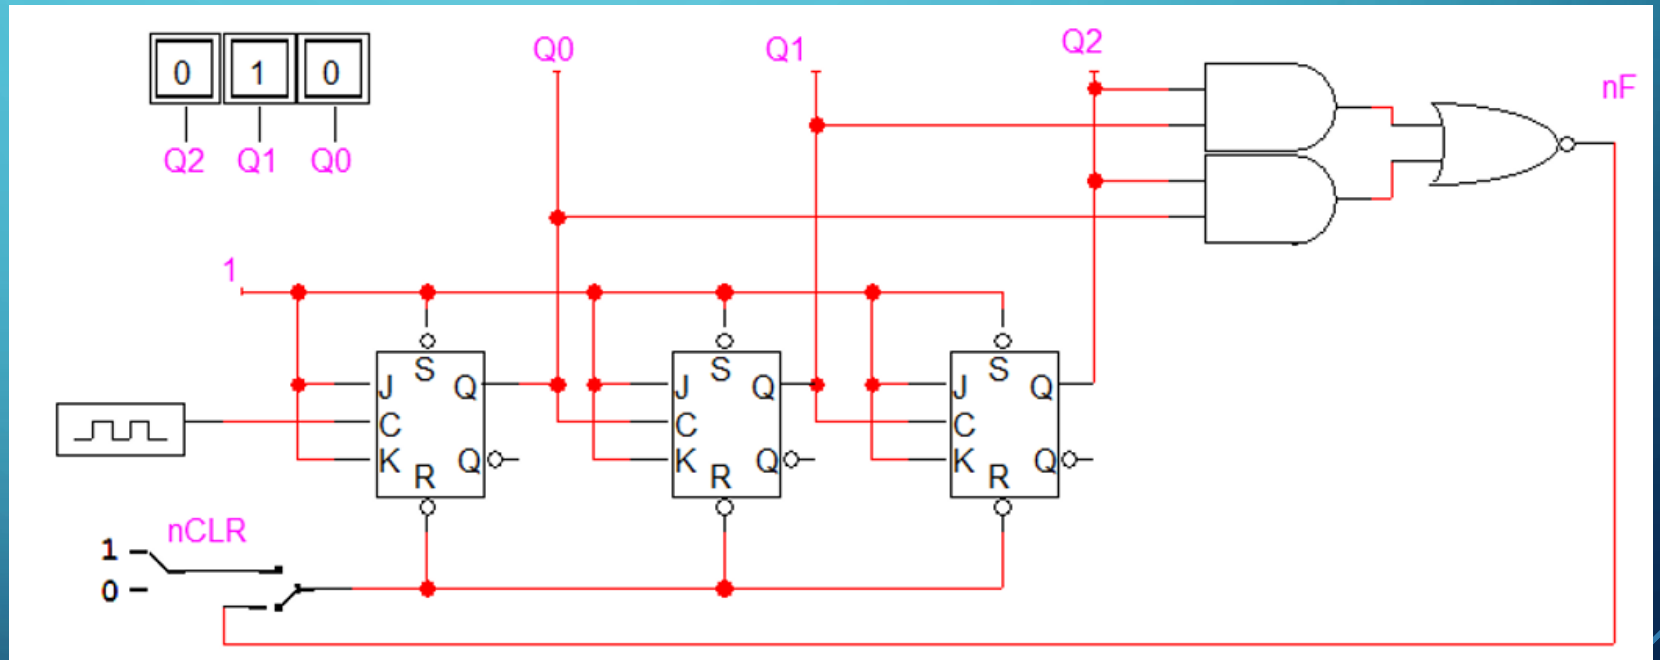 Q0 Q1 Q2
nF
0 1 0
Q2 Q1 Q0
1
S S S
J Q J Q J Q
C C C
K Q K Q K Q
R R R
nCLR
1
0